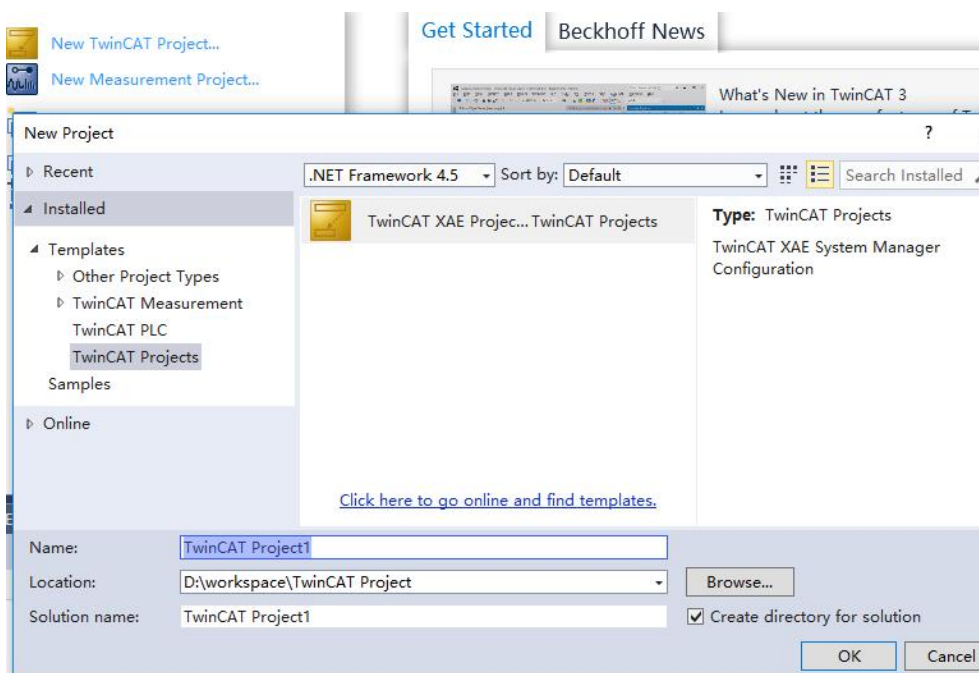 New TwinCAT Project...
New Measurement Project...
Get Started
Beckhoff News
What's New in TwinCAT 3
New Project
?
Recent
Installed
Templates
Other Project Types
TwinCAT Measurement
TwinCAT PLC
TwinCAT Projects
Samples
Online
.NET Framework 4.5
Sort by:
Default
Search Installed
TwinCAT XAE Projec... TwinCAT Projects
Type: TwinCAT Projects
TwinCAT XAE System Manager
Configuration
Click here to go online and find templates.
Name:
TwinCAT Project1
Location:
D:\workspace\TwinCAT Project
Browse...
Solution name:
TwinCAT Project1
Create directory for solution
OK
Cancel